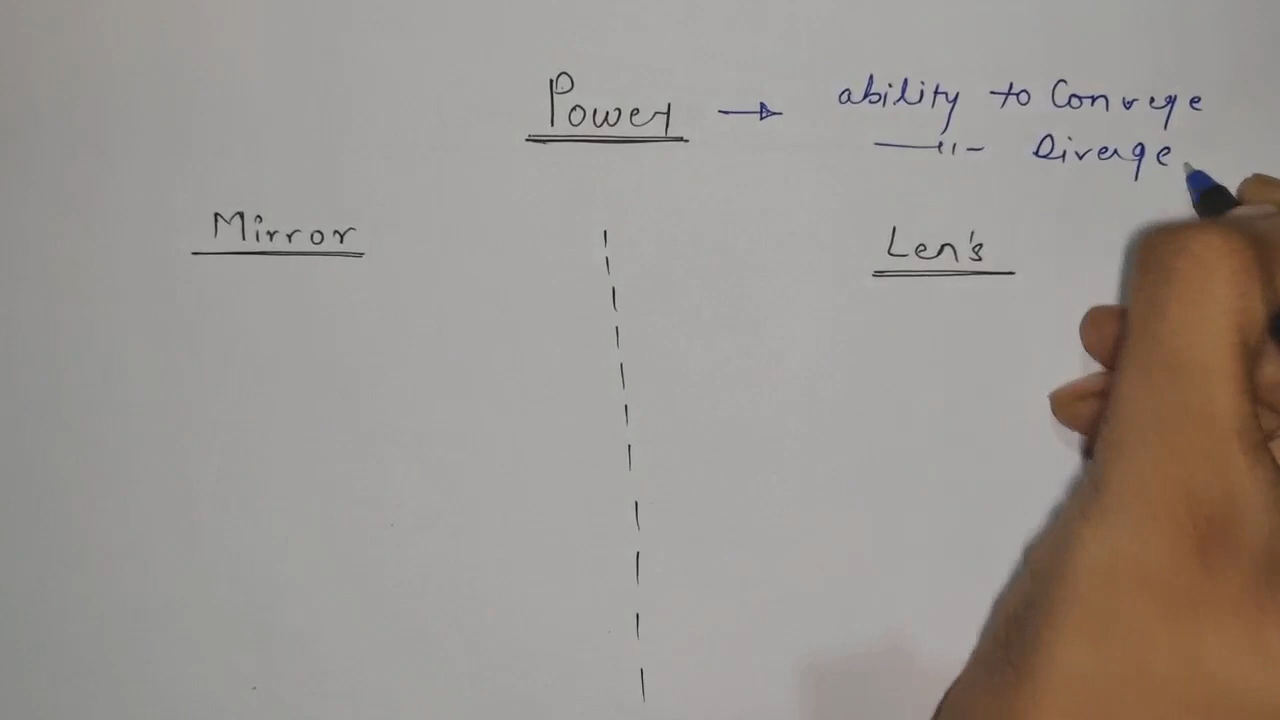 Power → ability to Converge
—"– Diverge
Mirror
Len's